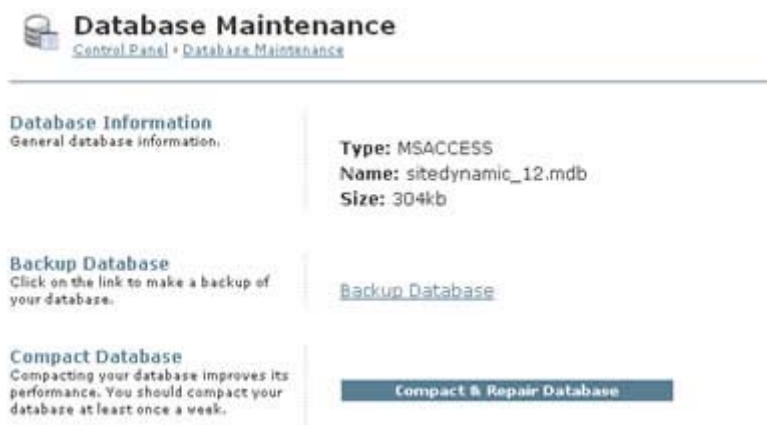 Database Maintenance
Control Panel • Database Maintenance
Database Information
General database information.
Type: MSACCESS
Name: sitedynamic_12.mdb
Size: 304kb
Backup Database
Click on the link to make a backup of
your database.
Backup Database
Compact Database
Compacting your database improves its
performance. You should compact your
database at least once a week.
Compact & Repair Database